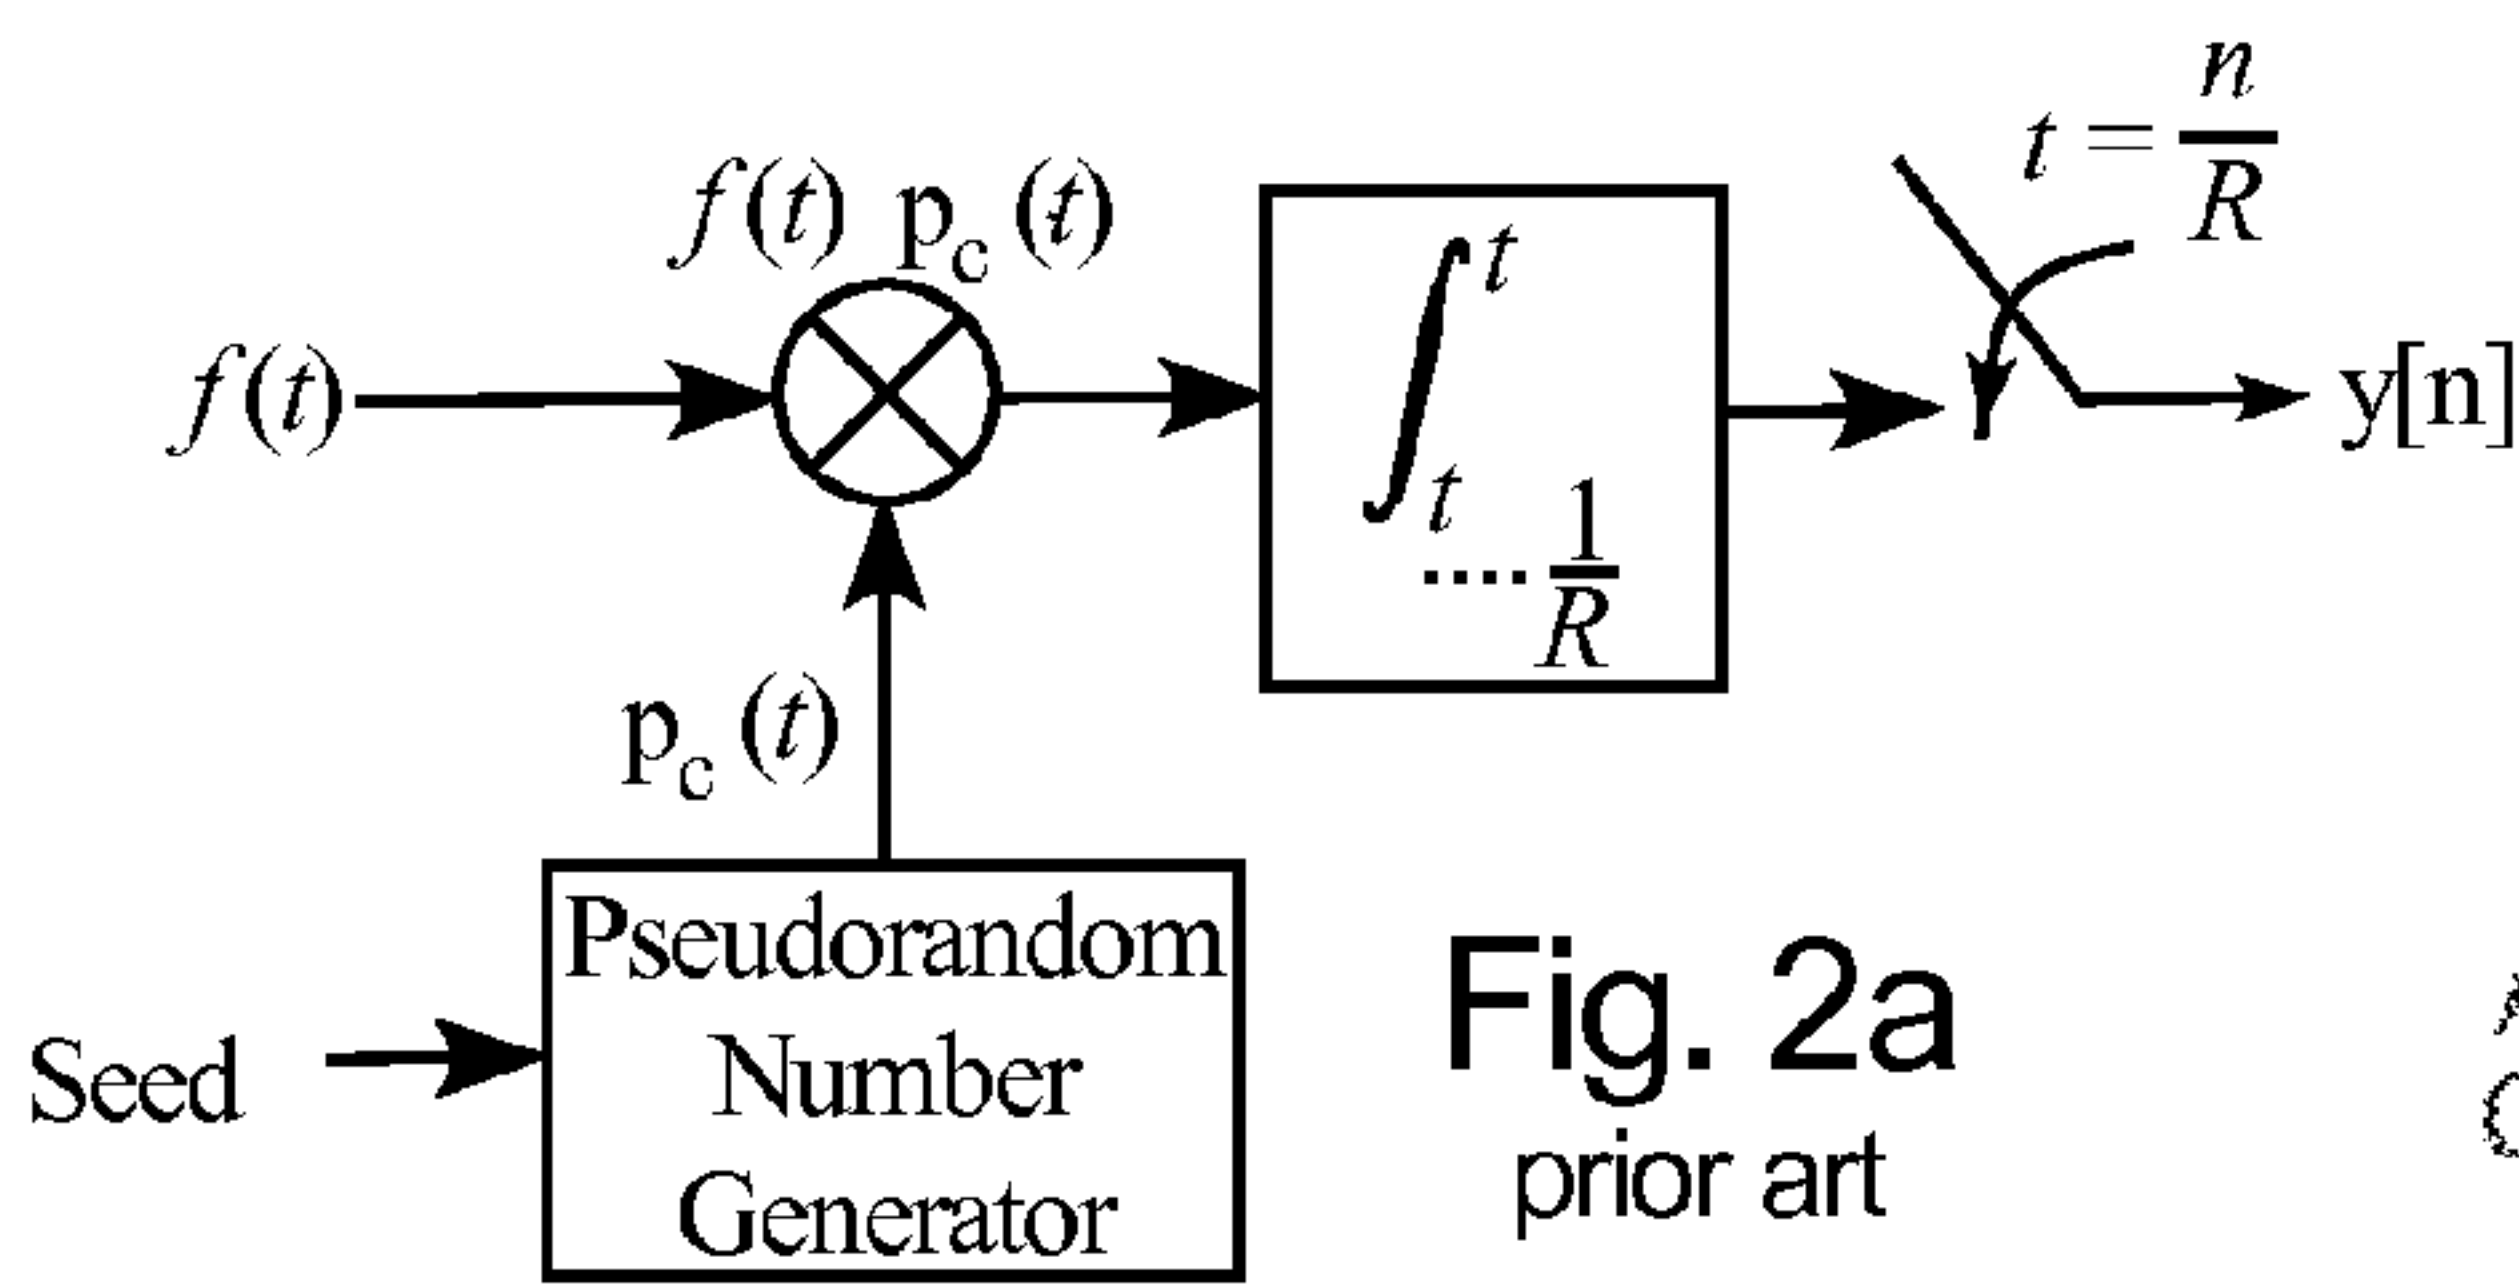 t = n/R
f(t) p_c(t)
f(t)
∫_{t....1/R}^{t}
y[n]
p_c(t)
Pseudorandom
Number
Generator
Seed
Fig. 2a
prior art